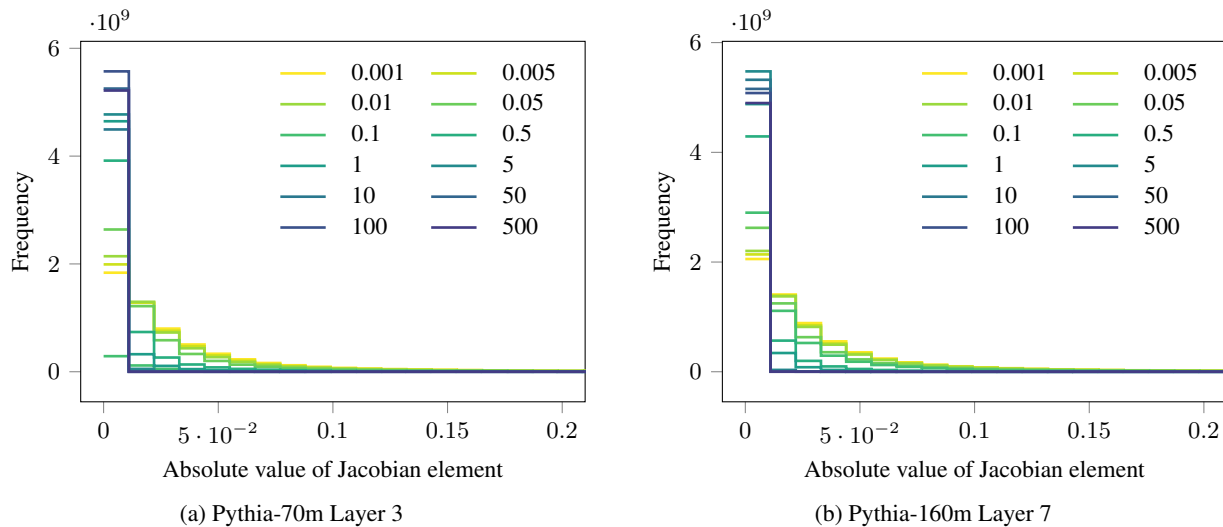 ·10⁹
6
4
2
0
Frequency
0.001 0.005
0.01 0.05
0.1 0.5
1 5
10 50
100 500
0 5 · 10⁻² 0.1 0.15 0.2
Absolute value of Jacobian element
(a) Pythia-70m Layer 3
·10⁹
6
4
2
0
Frequency
0.001 0.005
0.01 0.05
0.1 0.5
1 5
10 50
100 500
0 5 · 10⁻² 0.1 0.15 0.2
Absolute value of Jacobian element
(b) Pythia-160m Layer 7